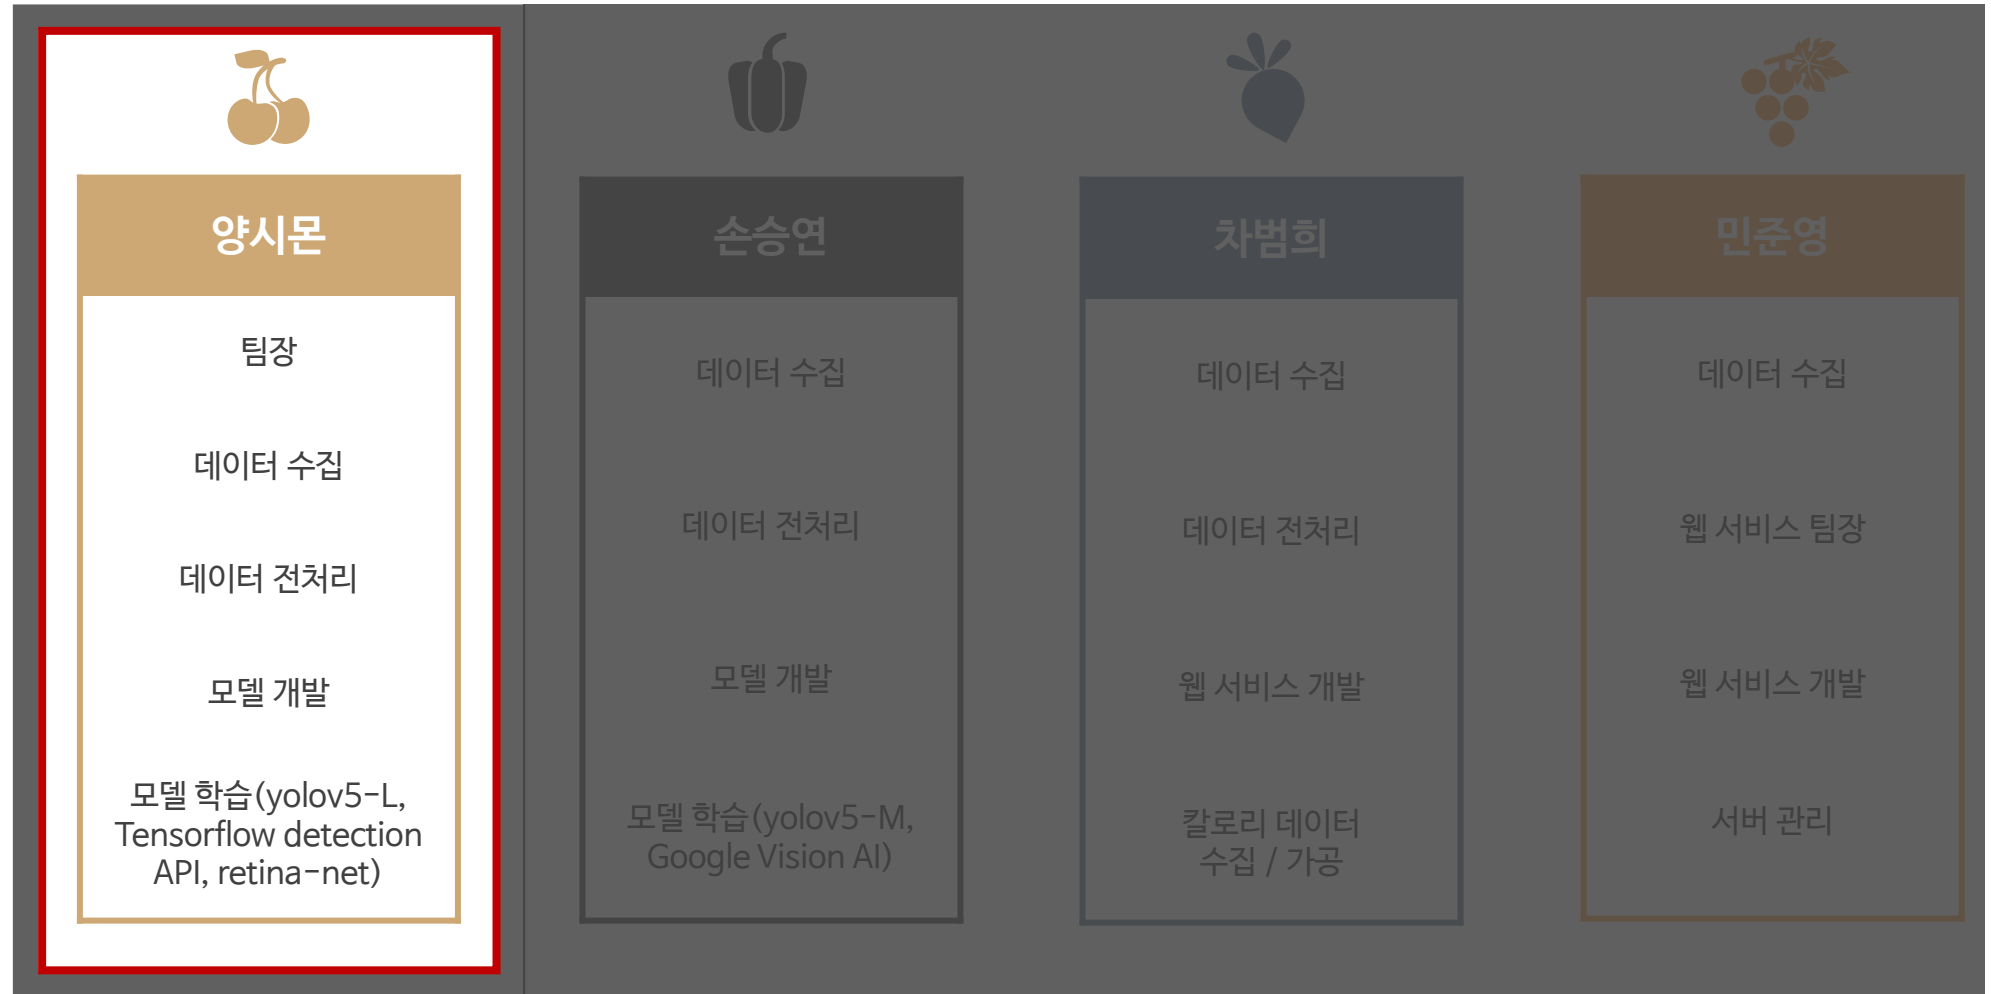 양시몬
팀장
데이터 수집
데이터 전처리
모델 개발
모델 학습(yolov5-L,
Tensorflow detection
API, retina-net)
손승연
데이터 수집
데이터 전처리
모델 개발
모델 학습(yolov5-M,
Google Vision AI)
차범희
데이터 수집
데이터 전처리
웹 서비스 개발
칼로리 데이터
수집 / 가공
민준영
데이터 수집
웹 서비스 팀장
웹 서비스 개발
서버 관리